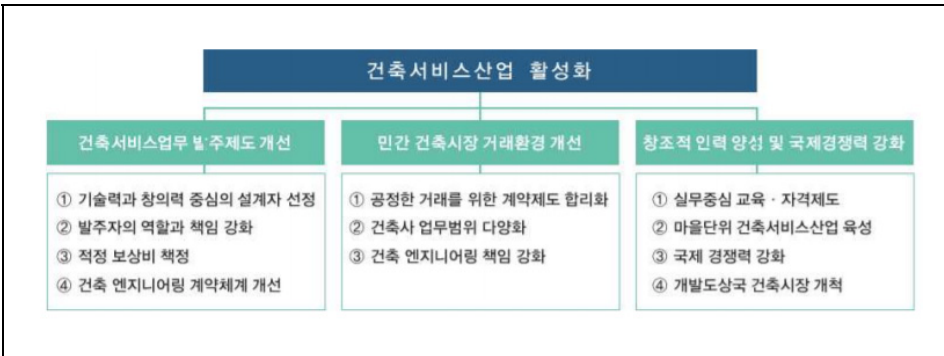 건축서비스산업 활성화
건축서비스업무 발주제도 개선
① 기술력과 창의력 중심의 설계자 선정
② 발주자의 역할과 책임 강화
③ 적정 보상비 책정
④ 건축 엔지니어링 계약체계 개선
민간 건축시장 거래환경 개선
① 공정한 거래를 위한 계약제도 합리화
② 건축사 업무범위 다양화
③ 건축 엔지니어링 책임 강화
창조적 인력 양성 및 국제경쟁력 강화
① 실무중심 교육 · 자격제도
② 마을단위 건축서비스산업 육성
③ 국제 경쟁력 강화
④ 개발도상국 건축시장 개척